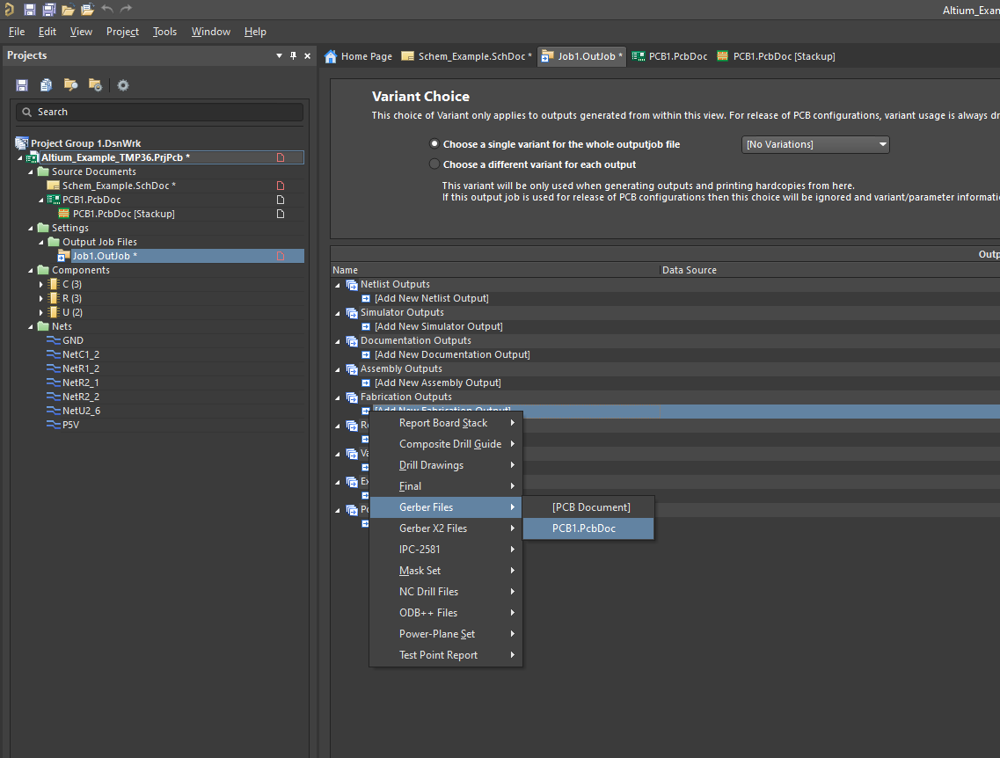 Altium_Exan
File Edit View Project Tools Window Help
Projects
Home Page Schem_Example.SchDoc * Job1.OutJob * PCB1.PcbDoc PCB1.PcbDoc [Stackup]
Search
Project Group 1.DsnWrk
Altium_Example_TMP36.PrjPcb *
Source Documents
Schem_Example.SchDoc *
PCB1.PcbDoc
PCB1.PcbDoc [Stackup]
Settings
Output Job Files
Job1.OutJob *
Components
C (3)
R (3)
U (2)
Nets
GND
NetC1_2
NetR1_2
NetR2_1
NetR2_2
NetU2_6
P5V
Variant Choice
This choice of Variant only applies to outputs generated from within this view. For release of PCB configurations, variant usage is always dr
Choose a single variant for the whole outputjob file [No Variations]
Choose a different variant for each output
This variant will be only used when generating outputs and printing hardcopies from here.
If this output job is used for release of PCB configurations then this choice will be ignored and variant/parameter informatio
Outp
Name Data Source
Netlist Outputs
[Add New Netlist Output]
Simulator Outputs
[Add New Simulator Output]
Documentation Outputs
[Add New Documentation Output]
Assembly Outputs
[Add New Assembly Output]
Fabrication Outputs
[Add New Fabrication Output]
Re
Va
Ex
Po
Report Board Stack
Composite Drill Guide
Drill Drawings
Final
Gerber Files
Gerber X2 Files
IPC-2581
Mask Set
NC Drill Files
ODB++ Files
Power-Plane Set
Test Point Report
[PCB Document]
PCB1.PcbDoc